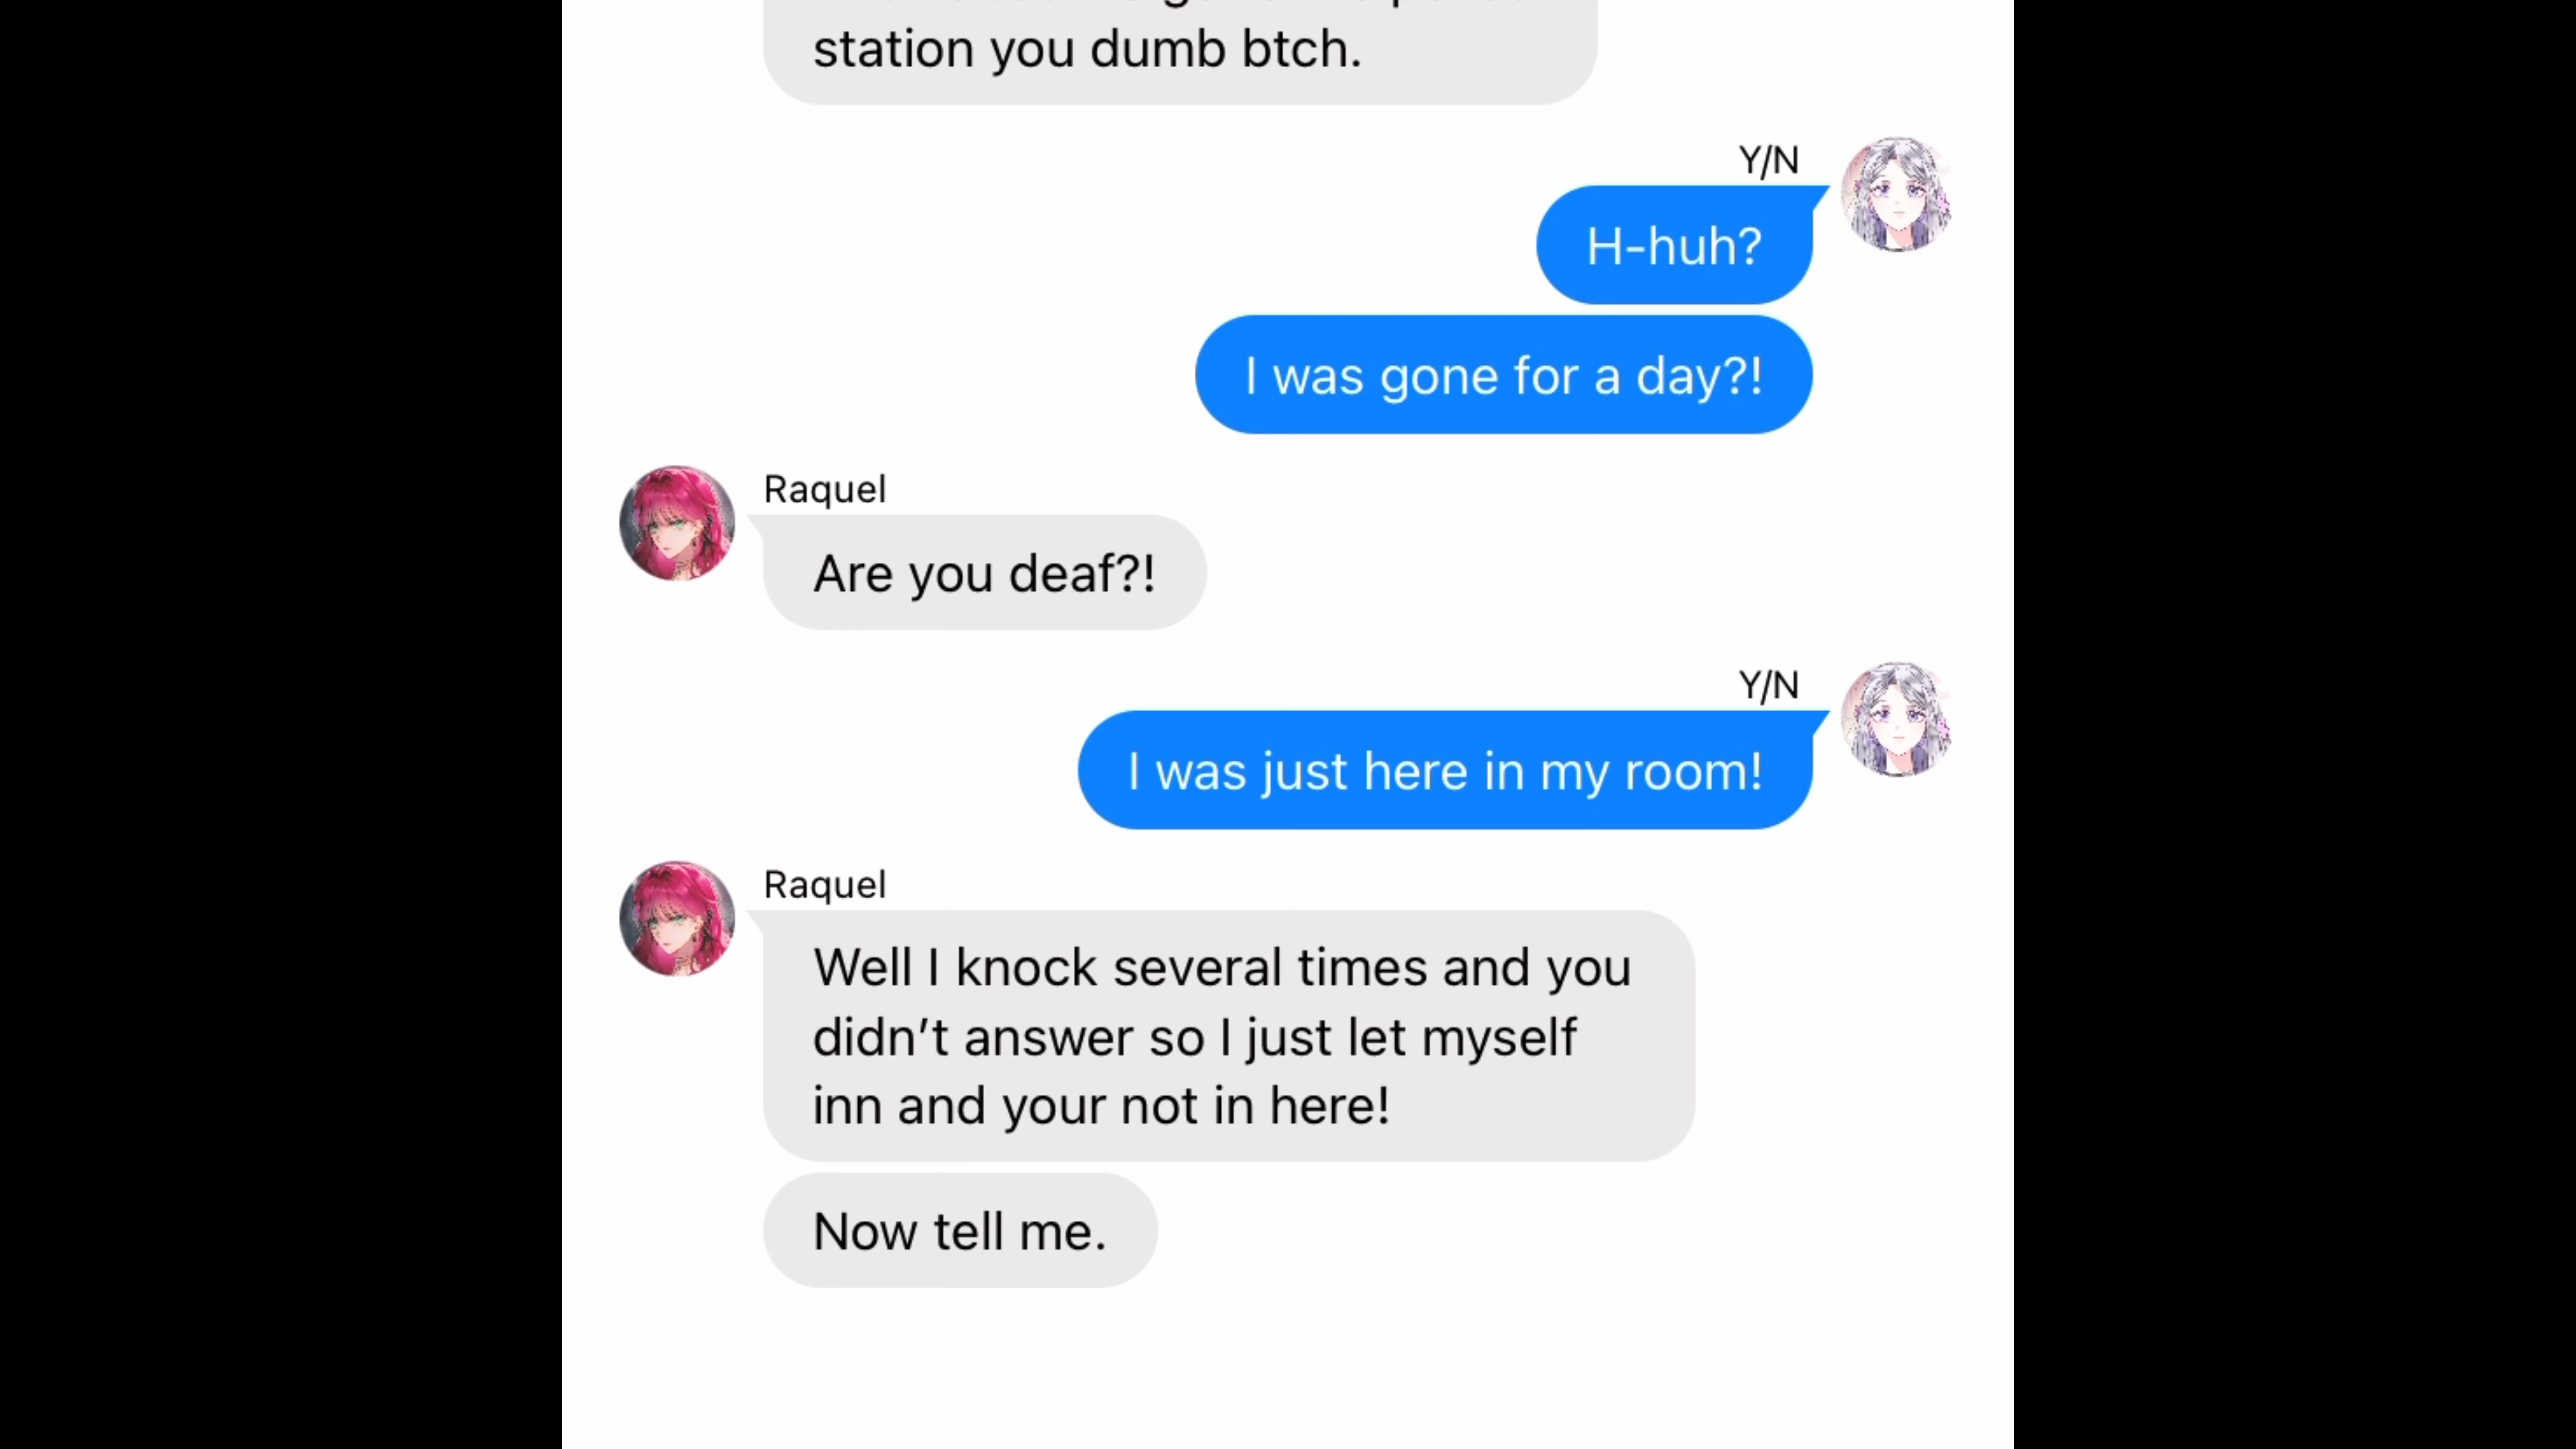 station you dumb btch.
Y/N
H-huh?
I was gone for a day?!
Raquel
Are you deaf?!
Y/N
I was just here in my room!
Raquel
Well I knock several times and you
didn't answer so I just let myself
inn and your not in here!
Now tell me.